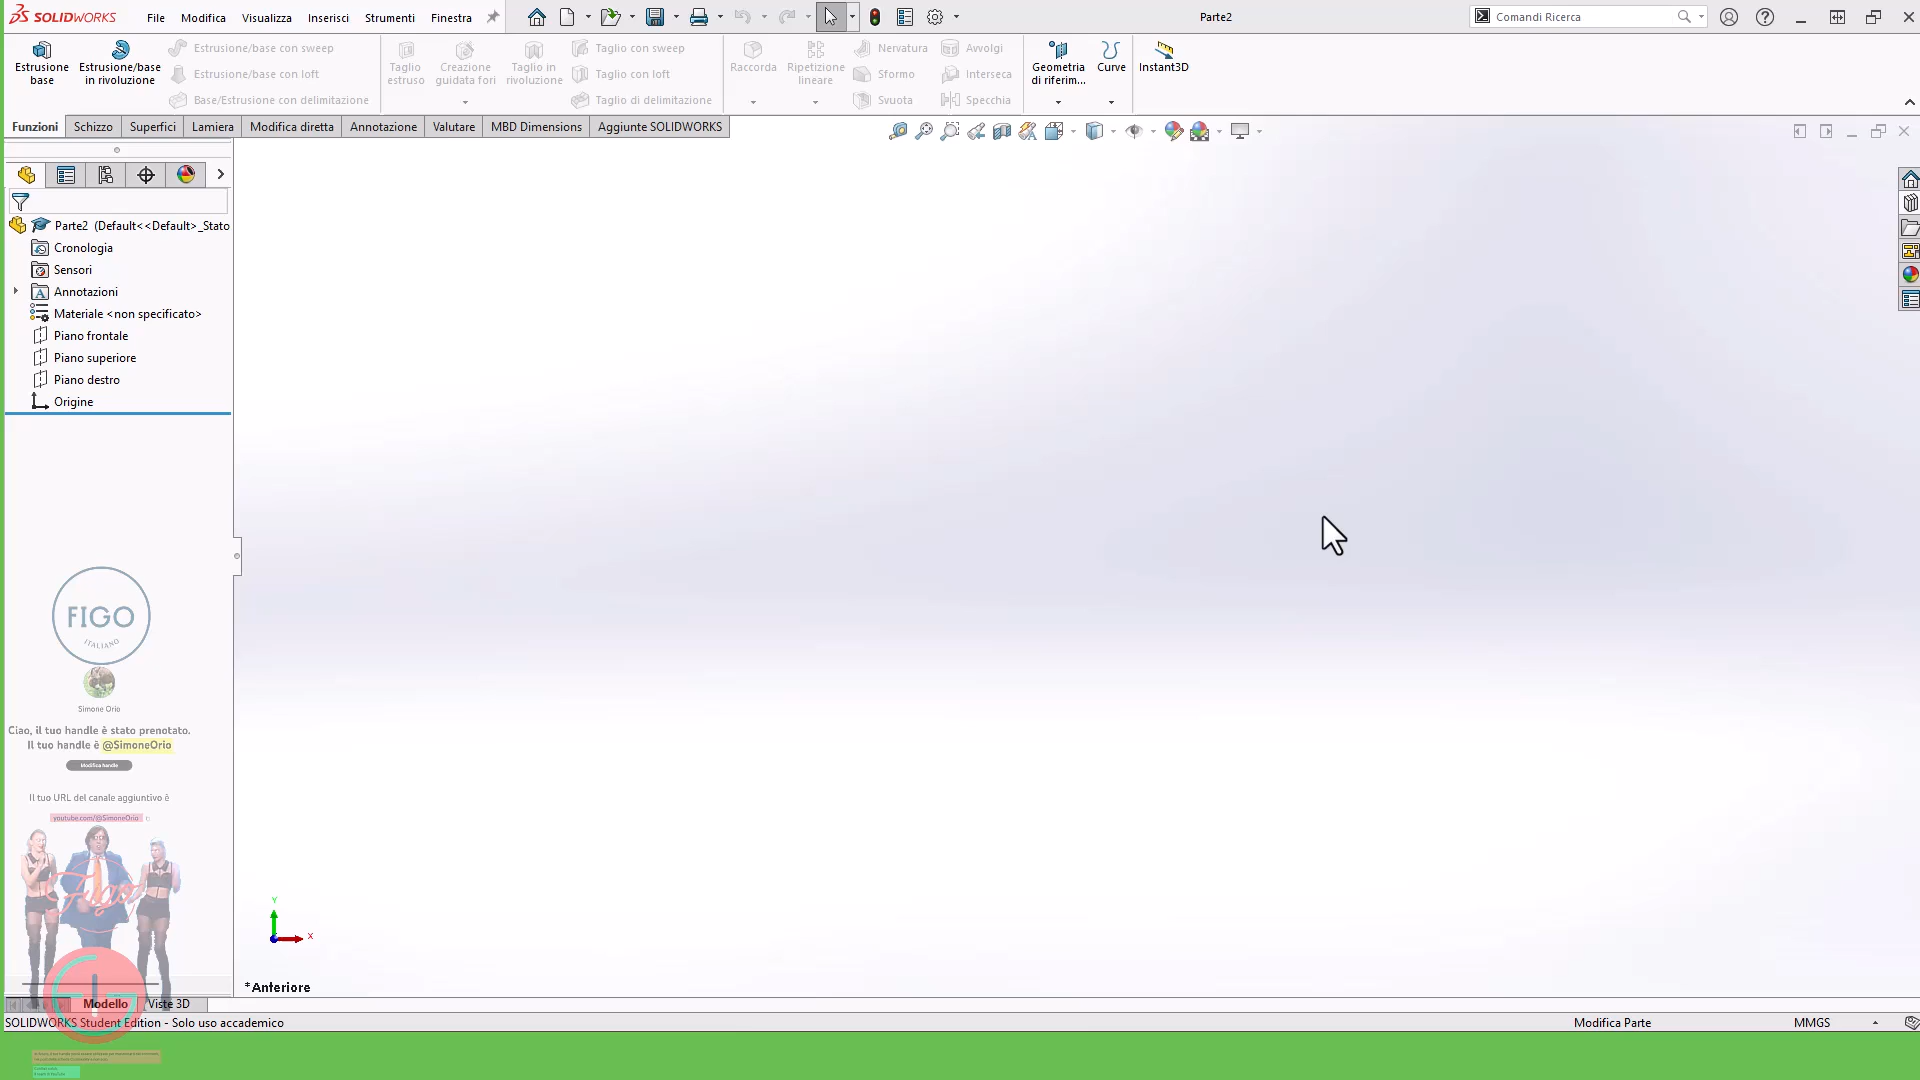 SOLIDWORKS
File Modifica Visualizza Inserisci Strumenti Finestra
Parte2
Comandi Ricerca
Estrusione base
Estrusione/base in rivoluzione
Estrusione/base con sweep
Estrusione/base con loft
Base/Estrusione con delimitazione
Taglio estruso
Creazione guidata fori
Taglio in rivoluzione
Taglio con sweep
Taglio con loft
Taglio di delimitazione
Raccorda
Ripetizione lineare
Nervatura
Sformo
Svuota
Avvolgi
Interseca
Specchia
Geometria di riferim...
Curve
Instant3D
Funzioni Schizzo Superfici Lamiera Modifica diretta Annotazione Valutare MBD Dimensions Aggiunte SOLIDWORKS
Parte2 (Default<<Default>_Stato
Cronologia
Sensori
Annotazioni
Materiale <non specificato>
Piano frontale
Piano superiore
Piano destro
Origine
FIGO
ITALIANO
Simone Orio
Ciao, il tuo handle è stato prenotato.
Il tuo handle è @SimoneOrio
Modifica handle
Il tuo URL del canale aggiuntivo è
youtube.com/@SimoneOrio
Figo
Y
X
*Anteriore
Modello Viste 3D
SOLIDWORKS Student Edition - Solo uso accademico
Modifica Parte
MMGS